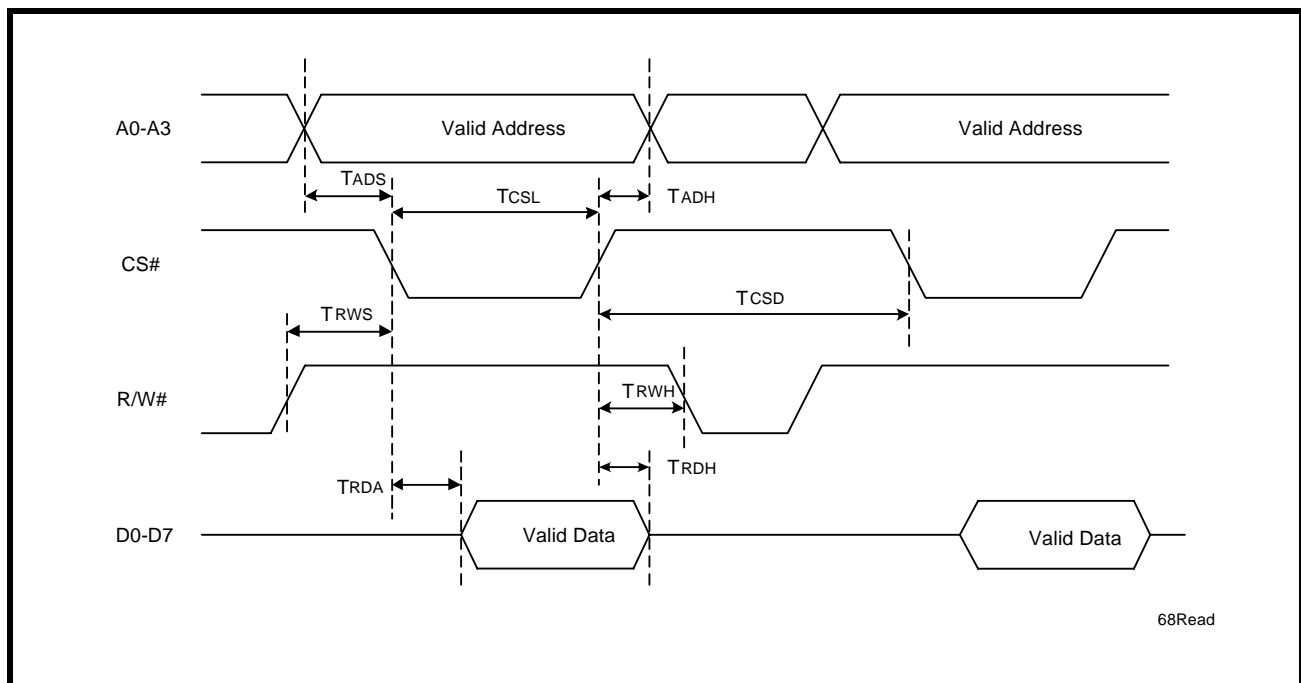 A0-A3
Valid Address
Valid Address
TADS
TCSL
TADH
CS#
TCSD
TRWS
R/W#
TRWH
TRDH
TRDA
D0-D7
Valid Data
Valid Data
68Read